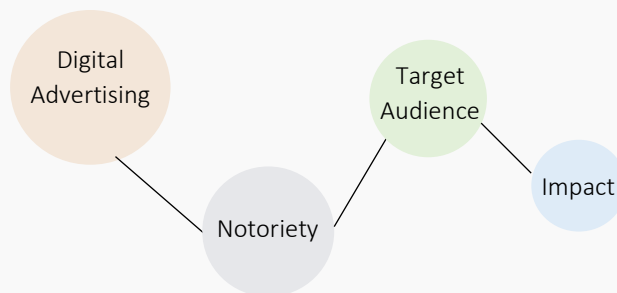 Digital
Advertising
Notoriety
Target
Audience
Impact